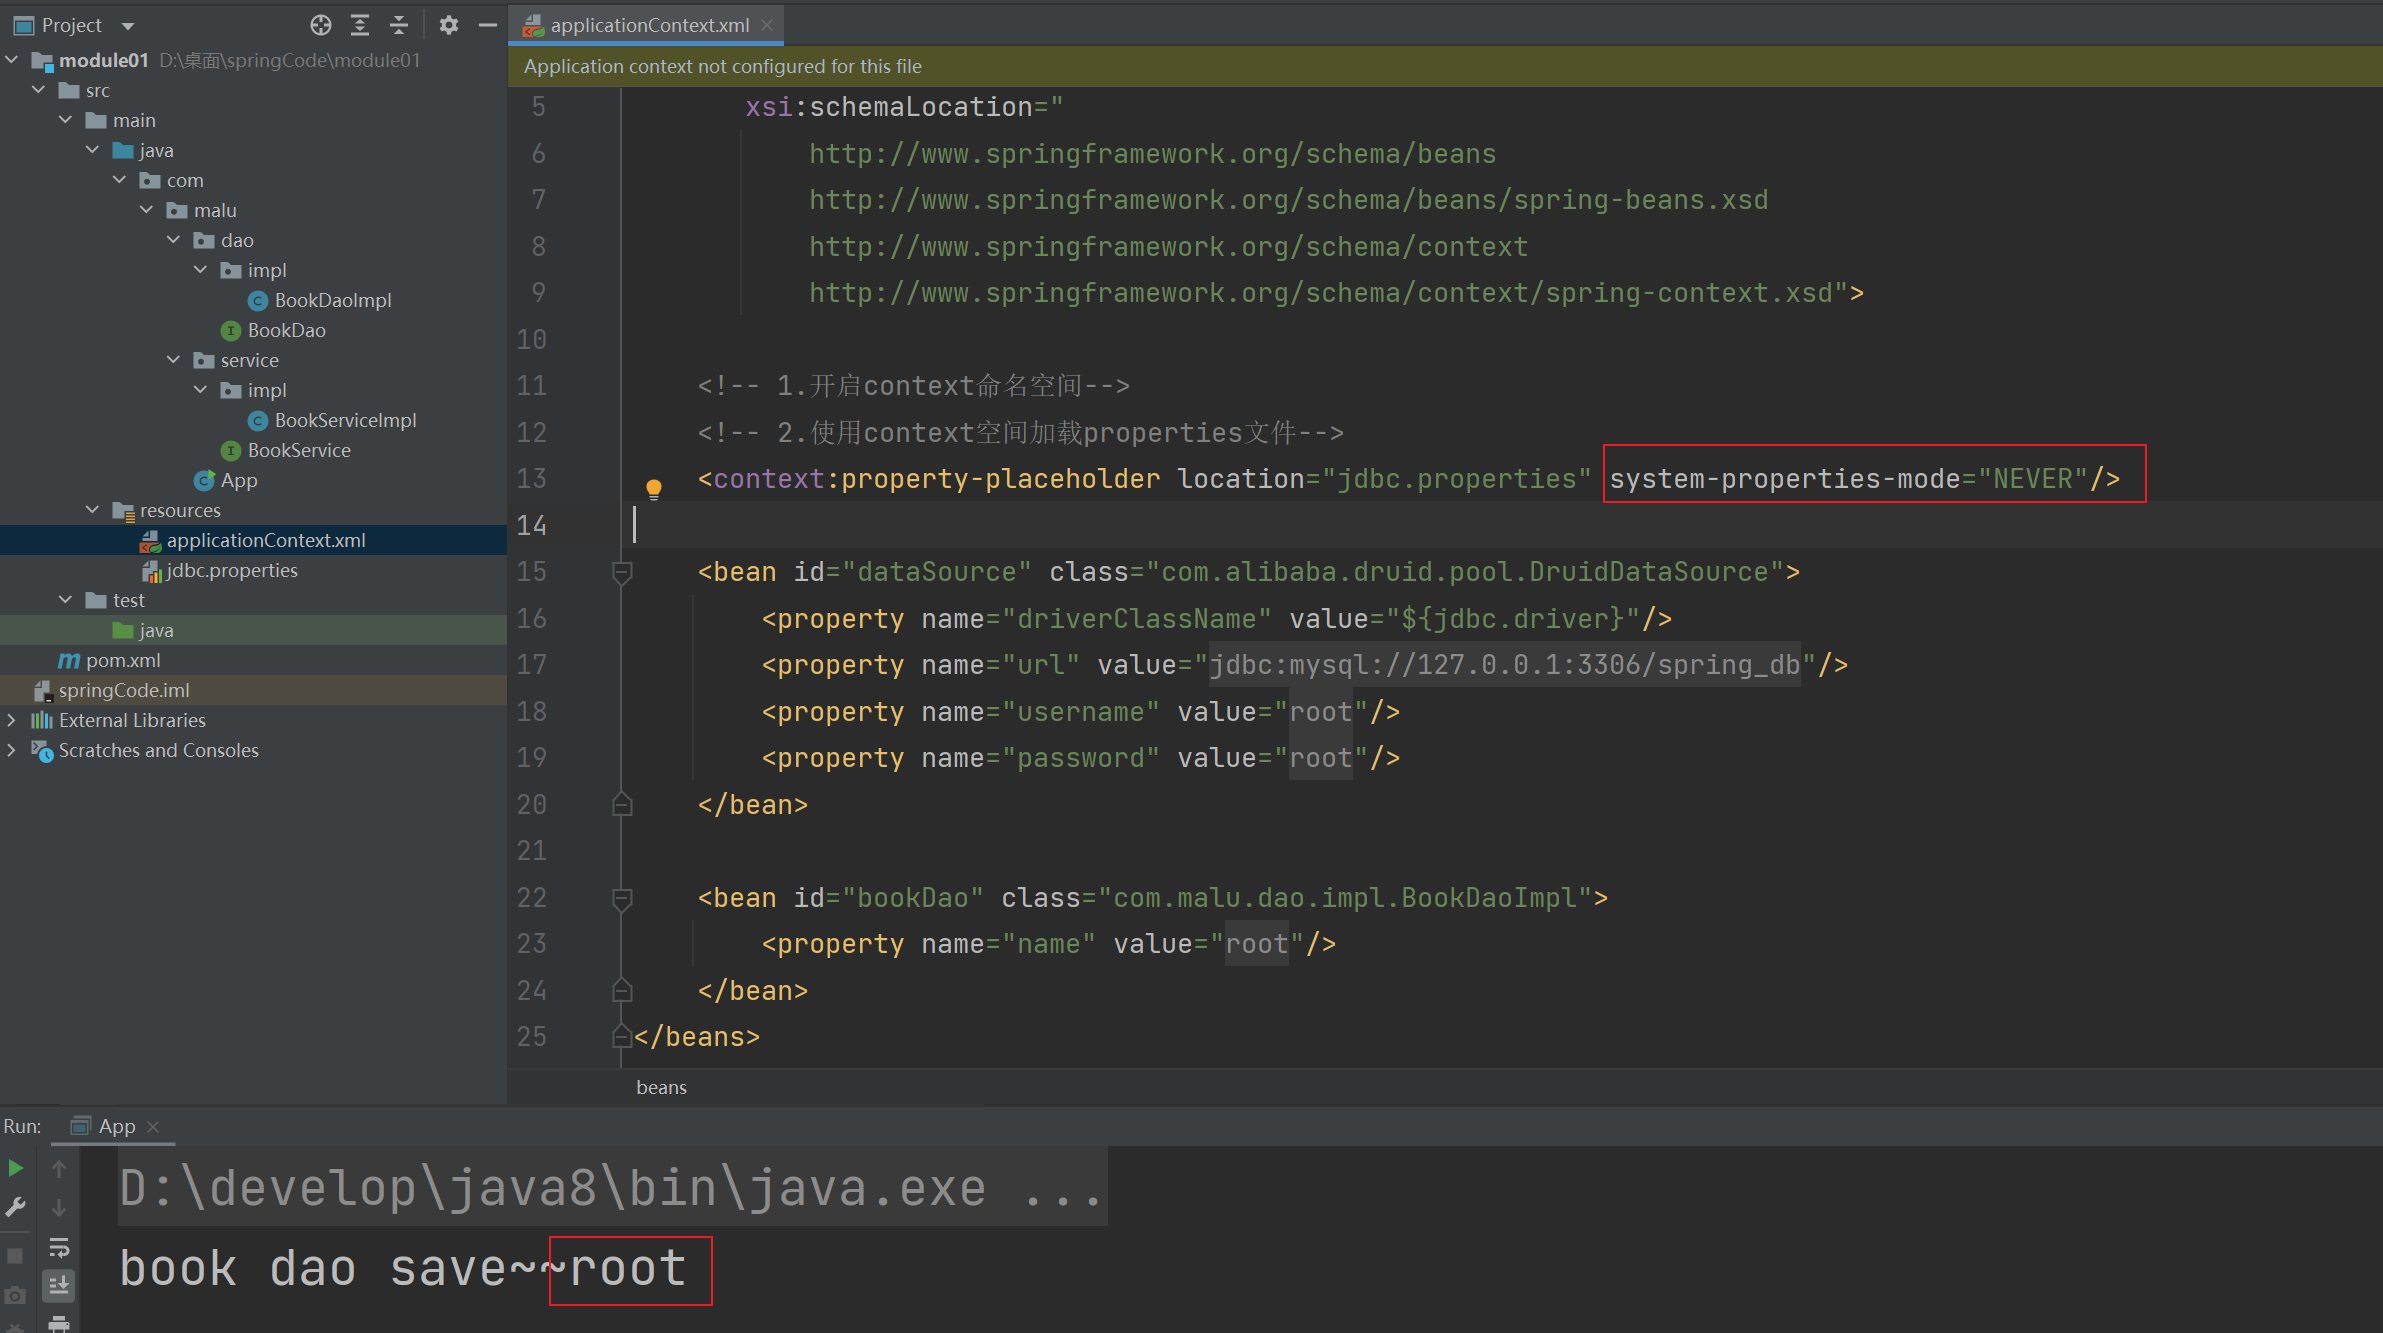 Project
module01 D:\桌面\springCode\module01
src
main
java
com
malu
dao
impl
BookDaoImpl
BookDao
service
impl
BookServiceImpl
BookService
App
resources
applicationContext.xml
jdbc.properties
test
java
pom.xml
springCode.iml
External Libraries
Scratches and Consoles
applicationContext.xml
Application context not configured for this file
5 xsi:schemaLocation="
6 http://www.springframework.org/schema/beans
7 http://www.springframework.org/schema/beans/spring-beans.xsd
8 http://www.springframework.org/schema/context
9 http://www.springframework.org/schema/context/spring-context.xsd">
10
11 <!-- 1.开启context命名空间-->
12 <!-- 2.使用context空间加载properties文件-->
13 <context:property-placeholder location="jdbc.properties" system-properties-mode="NEVER"/>
14
15 <bean id="dataSource" class="com.alibaba.druid.pool.DruidDataSource">
16 <property name="driverClassName" value="${jdbc.driver}"/>
17 <property name="url" value="jdbc:mysql://127.0.0.1:3306/spring_db"/>
18 <property name="username" value="root"/>
19 <property name="password" value="root"/>
20 </bean>
21
22 <bean id="bookDao" class="com.malu.dao.impl.BookDaoImpl">
23 <property name="name" value="root"/>
24 </bean>
25 </beans>
beans
Run: App
D:\develop\java8\bin\java.exe ...
book dao save~~root